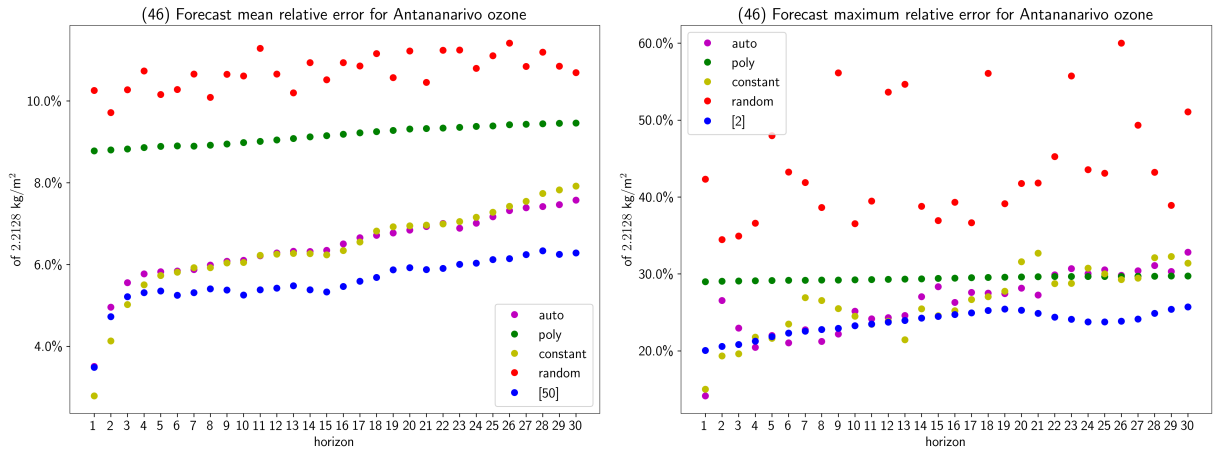 (46) Forecast mean relative error for Antananarivo ozone
10.0%
8.0%
6.0%
4.0%
of 2.2128 kg/m²
auto
poly
constant
random
[50]
1 2 3 4 5 6 7 8 9 10 11 12 13 14 15 16 17 18 19 20 21 22 23 24 25 26 27 28 29 30
horizon
(46) Forecast maximum relative error for Antananarivo ozone
60.0%
50.0%
40.0%
30.0%
20.0%
of 2.2128 kg/m²
auto
poly
constant
random
[2]
1 2 3 4 5 6 7 8 9 10 11 12 13 14 15 16 17 18 19 20 21 22 23 24 25 26 27 28 29 30
horizon